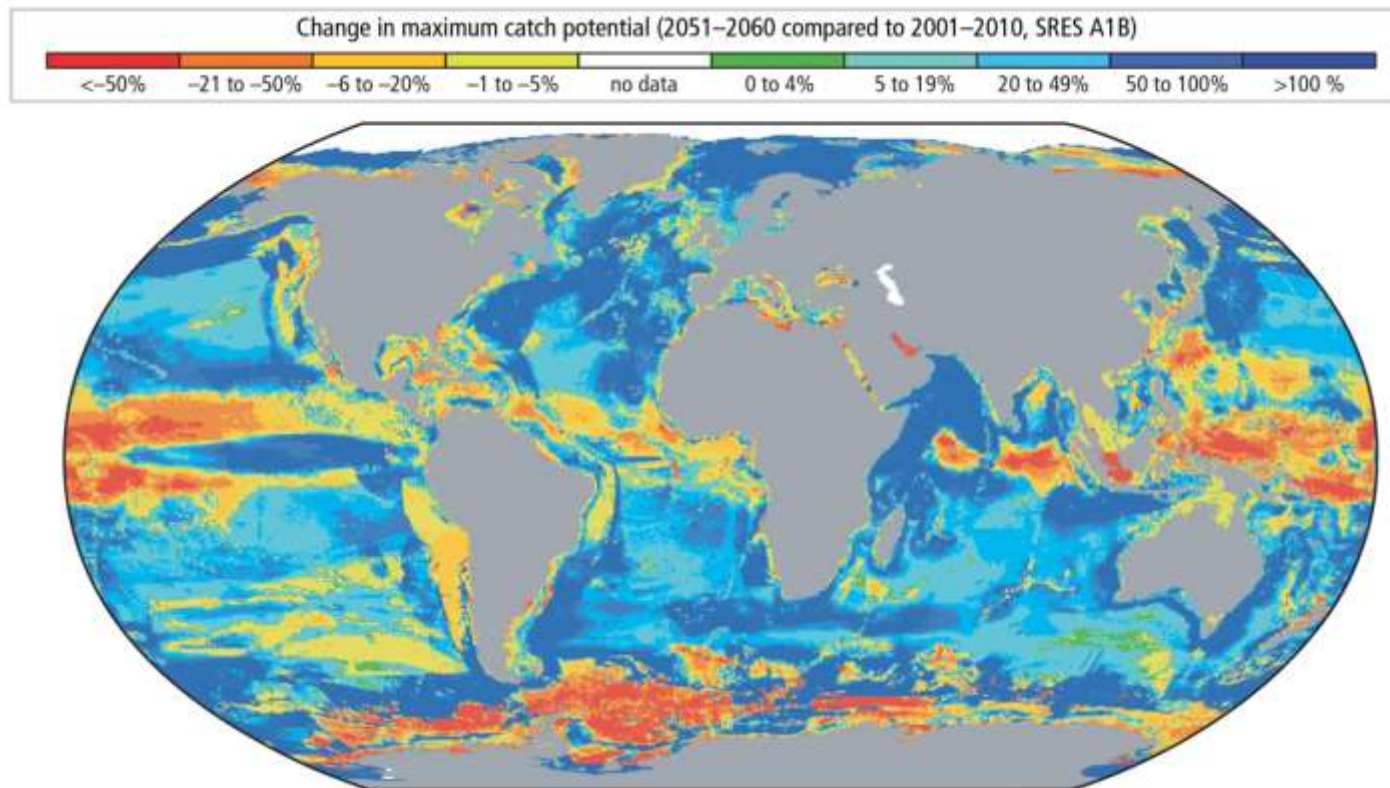 Change in maximum catch potential (2051–2060 compared to 2001–2010, SRES A1B)
<–50% –21 to –50% –6 to –20% –1 to –5% no data 0 to 4% 5 to 19% 20 to 49% 50 to 100% >100 %